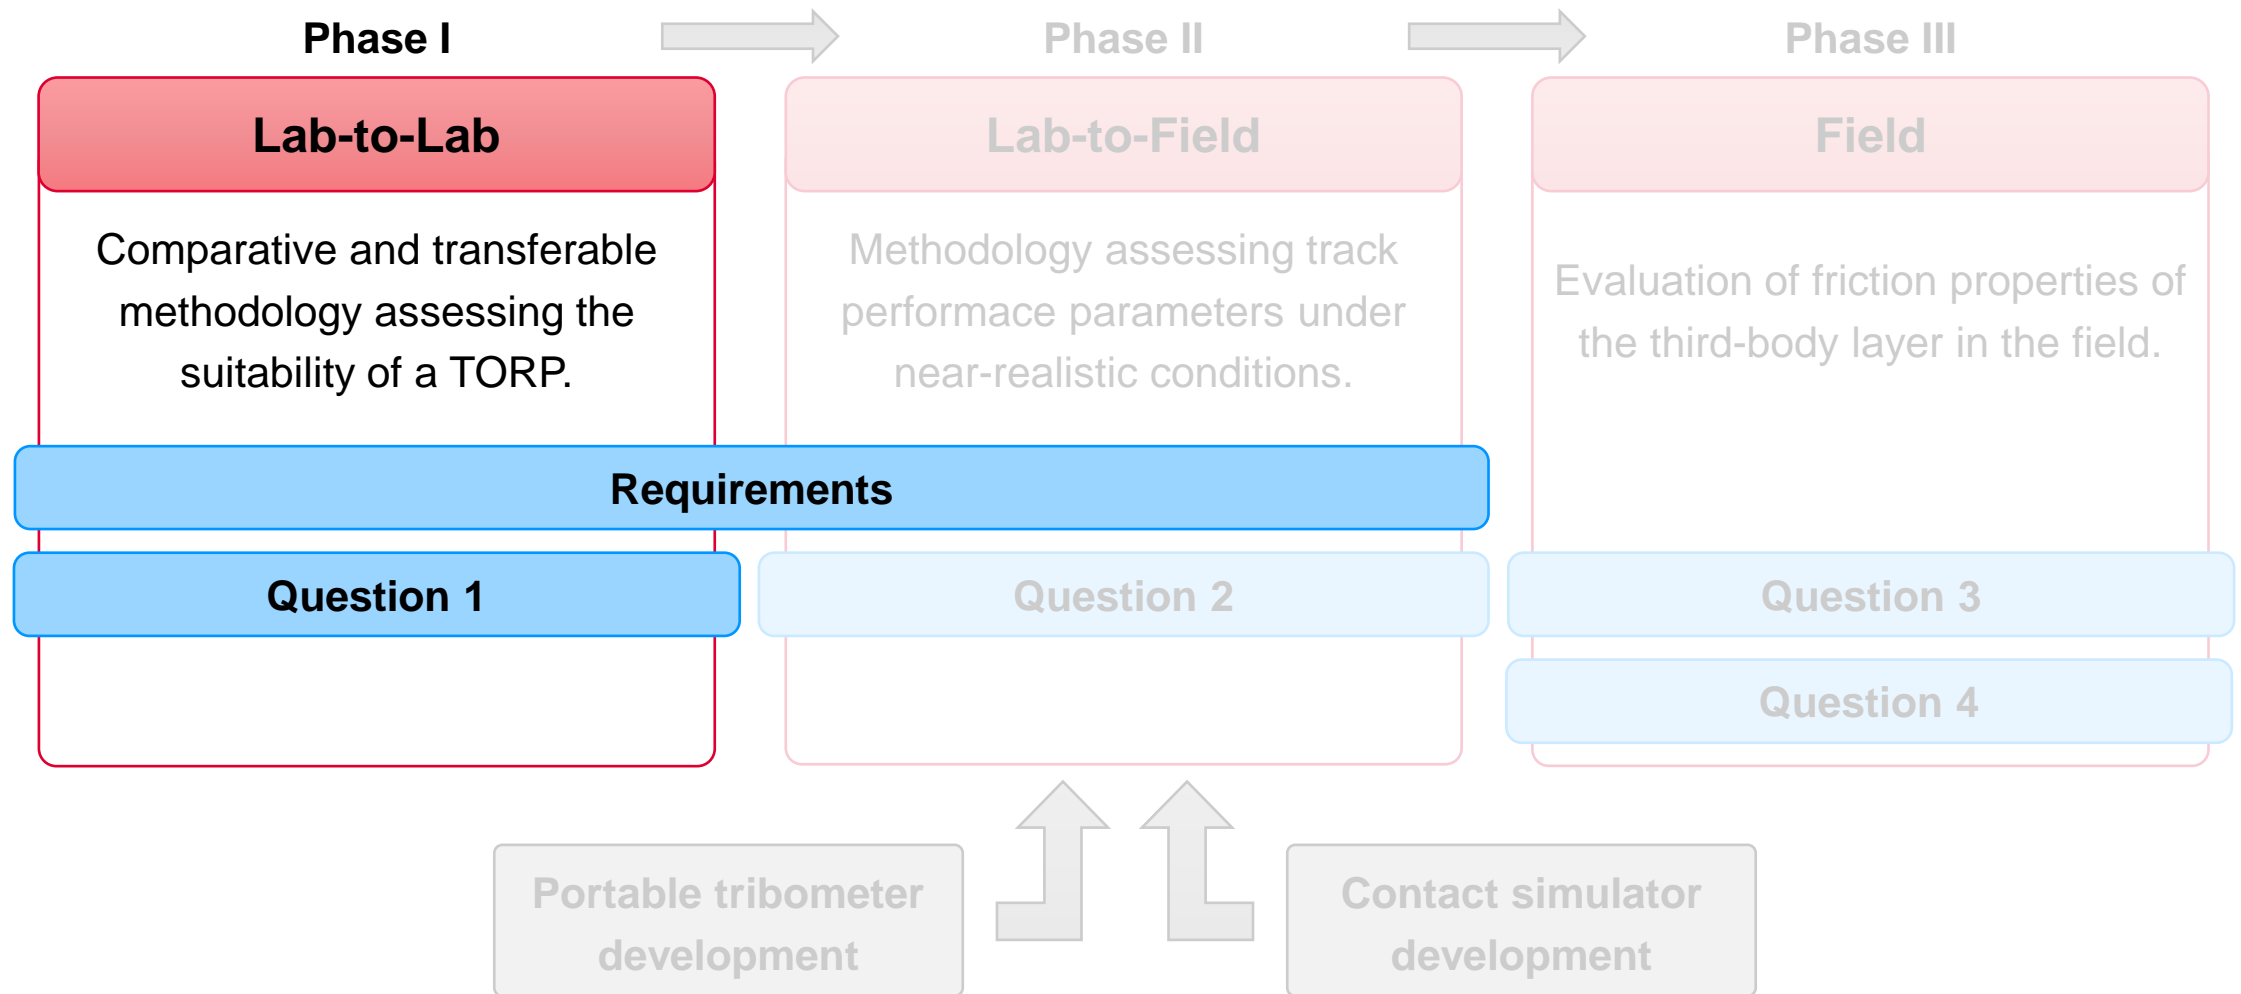 Phase I
Phase II
Phase III
Lab-to-Lab
Lab-to-Field
Field
Comparative and transferable
methodology assessing the
suitability of a TORP.
Methodology assessing track
performace parameters under
near-realistic conditions.
Evaluation of friction properties of
the third-body layer in the field.
Requirements
Question 1
Question 2
Question 3
Question 4
Portable tribometer
development
Contact simulator
development